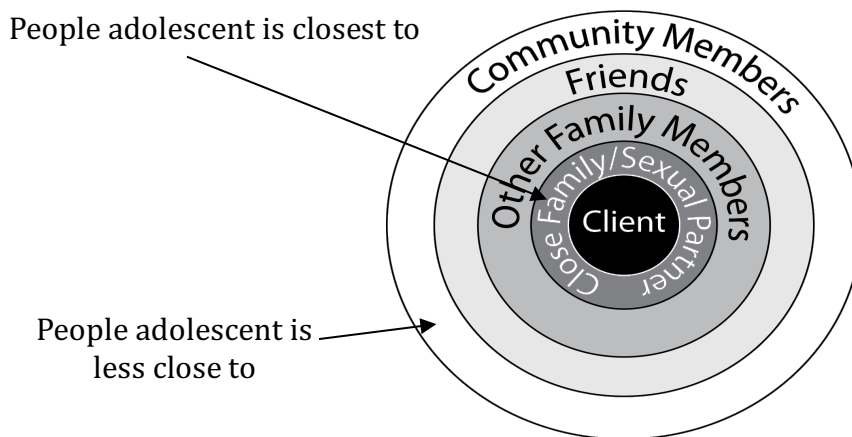 People adolescent is closest to
Community Members
Friends
Other Family Members
Close Family/Sexual Partner
Client
People adolescent is
less close to